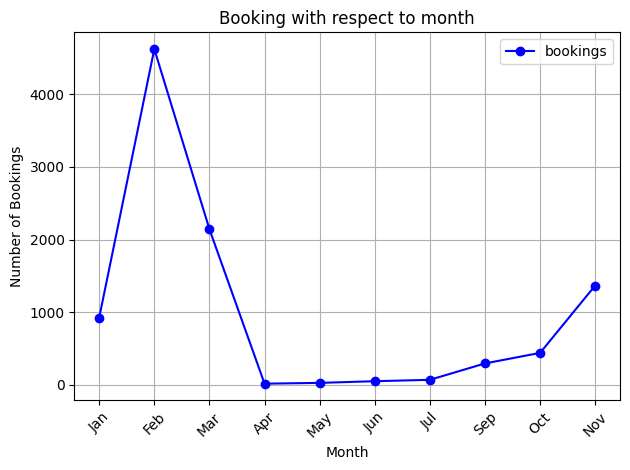 Booking with respect to month
bookings
Number of Bookings
4000
3000
2000
1000
0
Jan
Feb
Mar
Apr
May
Jun
Jul
Sep
Oct
Nov
Month